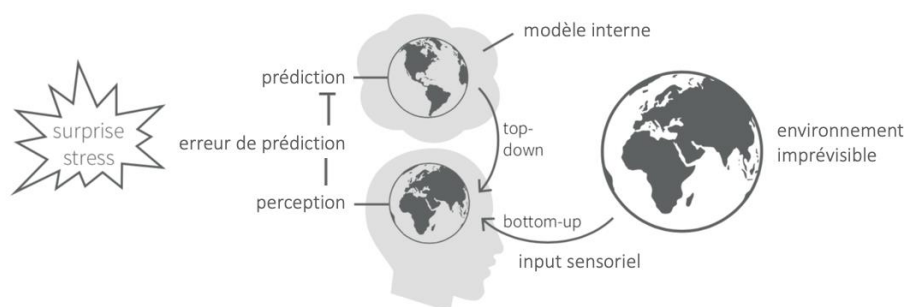 modèle interne
prédiction
surprise
stress
erreur de prédiction
top-
down
environnement
imprévisible
perception
bottom-up
input sensoriel